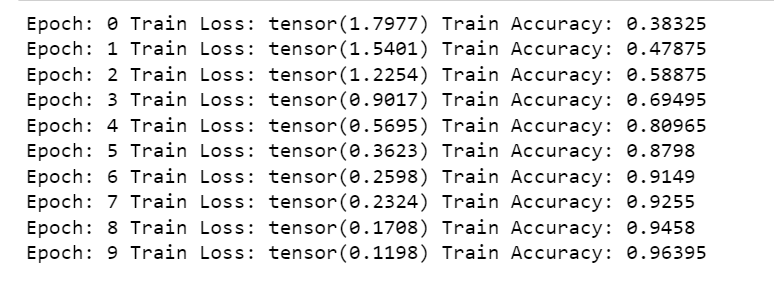 Epoch: 0 Train Loss: tensor(1.7977) Train Accuracy: 0.38325
Epoch: 1 Train Loss: tensor(1.5401) Train Accuracy: 0.47875
Epoch: 2 Train Loss: tensor(1.2254) Train Accuracy: 0.58875
Epoch: 3 Train Loss: tensor(0.9017) Train Accuracy: 0.69495
Epoch: 4 Train Loss: tensor(0.5695) Train Accuracy: 0.80965
Epoch: 5 Train Loss: tensor(0.3623) Train Accuracy: 0.8798
Epoch: 6 Train Loss: tensor(0.2598) Train Accuracy: 0.9149
Epoch: 7 Train Loss: tensor(0.2324) Train Accuracy: 0.9255
Epoch: 8 Train Loss: tensor(0.1708) Train Accuracy: 0.9458
Epoch: 9 Train Loss: tensor(0.1198) Train Accuracy: 0.96395